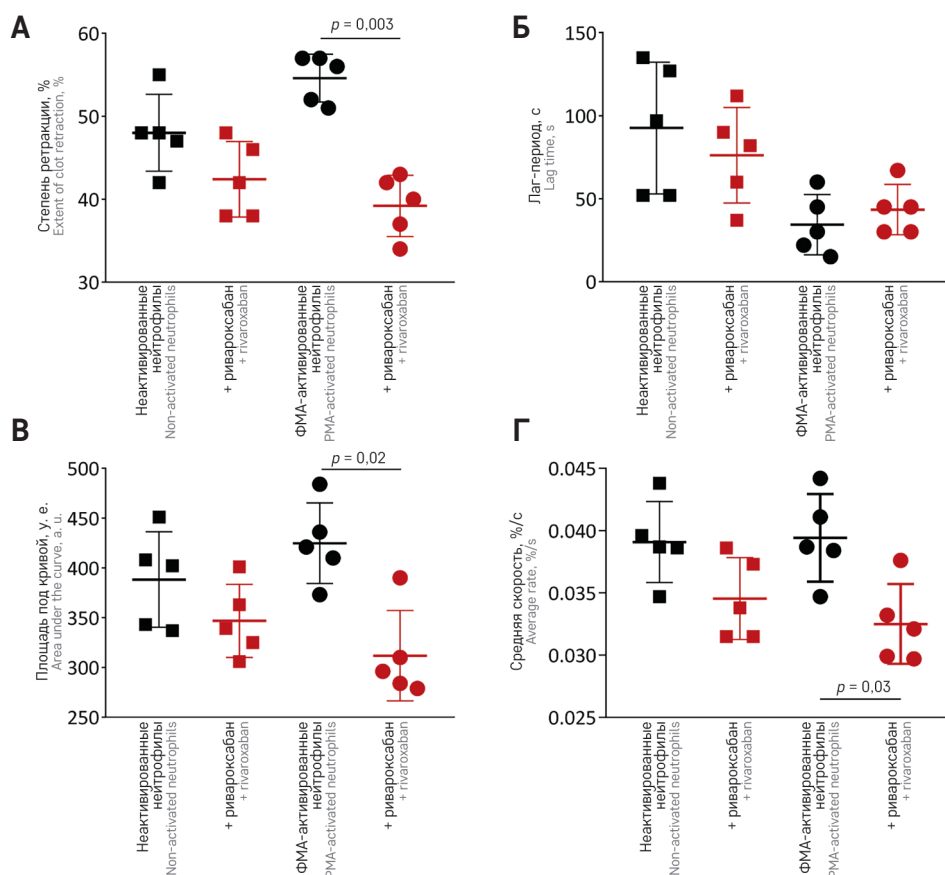 А
Степень ретракции, %
Extent of clot retraction, %
60
50
40
30
p = 0,003
Неактивированные
нейтрофилы
Non-activated neutrophils
+ ривароксабан
+ rivaroxaban
ФМА-активированные
нейтрофилы
PMA-activated neutrophils
+ ривароксабан
+ rivaroxaban
Б
Лаг-период, с
Lag time, s
150
100
50
0
Неактивированные
нейтрофилы
Non-activated neutrophils
+ ривароксабан
+ rivaroxaban
ФМА-активированные
нейтрофилы
PMA-activated neutrophils
+ ривароксабан
+ rivaroxaban
В
Площадь под кривой, у. е.
Area under the curve, a. u.
500
450
400
350
300
250
p = 0,02
Неактивированные
нейтрофилы
Non-activated neutrophils
+ ривароксабан
+ rivaroxaban
ФМА-активированные
нейтрофилы
PMA-activated neutrophils
+ ривароксабан
+ rivaroxaban
Г
Средняя скорость, %/с
Average rate, %/s
0.045
0.040
0.035
0.030
0.025
p = 0,03
Неактивированные
нейтрофилы
Non-activated neutrophils
+ ривароксабан
+ rivaroxaban
ФМА-активированные
нейтрофилы
PMA-activated neutrophils
+ ривароксабан
+ rivaroxaban